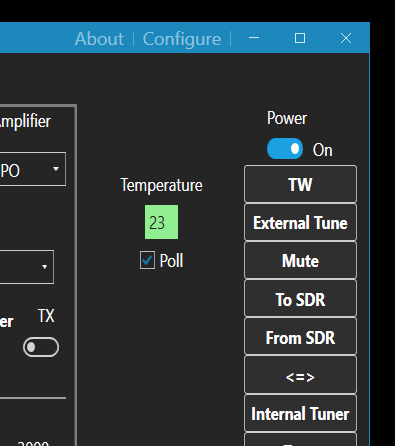 About | Configure |
mplifier
PO
er
TX
Temperature
23
Poll
Power
On
TW
External Tune
Mute
To SDR
From SDR
<=>
Internal Tuner